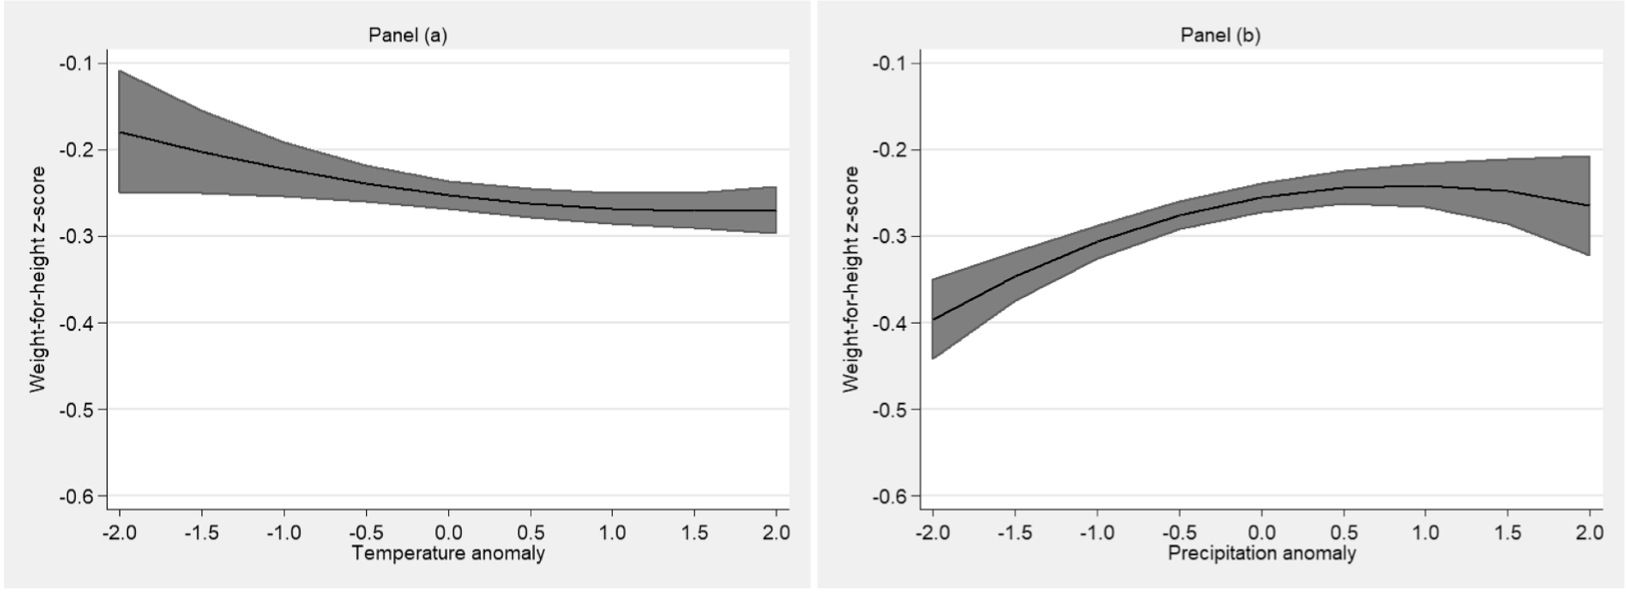 Panel (a)
-0.1
-0.2
-0.3
-0.4
-0.5
-0.6
Weight-for-height z-score
-2.0 -1.5 -1.0 -0.5 0.0 0.5 1.0 1.5 2.0
Temperature anomaly
Panel (b)
-0.1
-0.2
-0.3
-0.4
-0.5
-0.6
Weight-for-height z-score
-2.0 -1.5 -1.0 -0.5 0.0 0.5 1.0 1.5 2.0
Precipitation anomaly